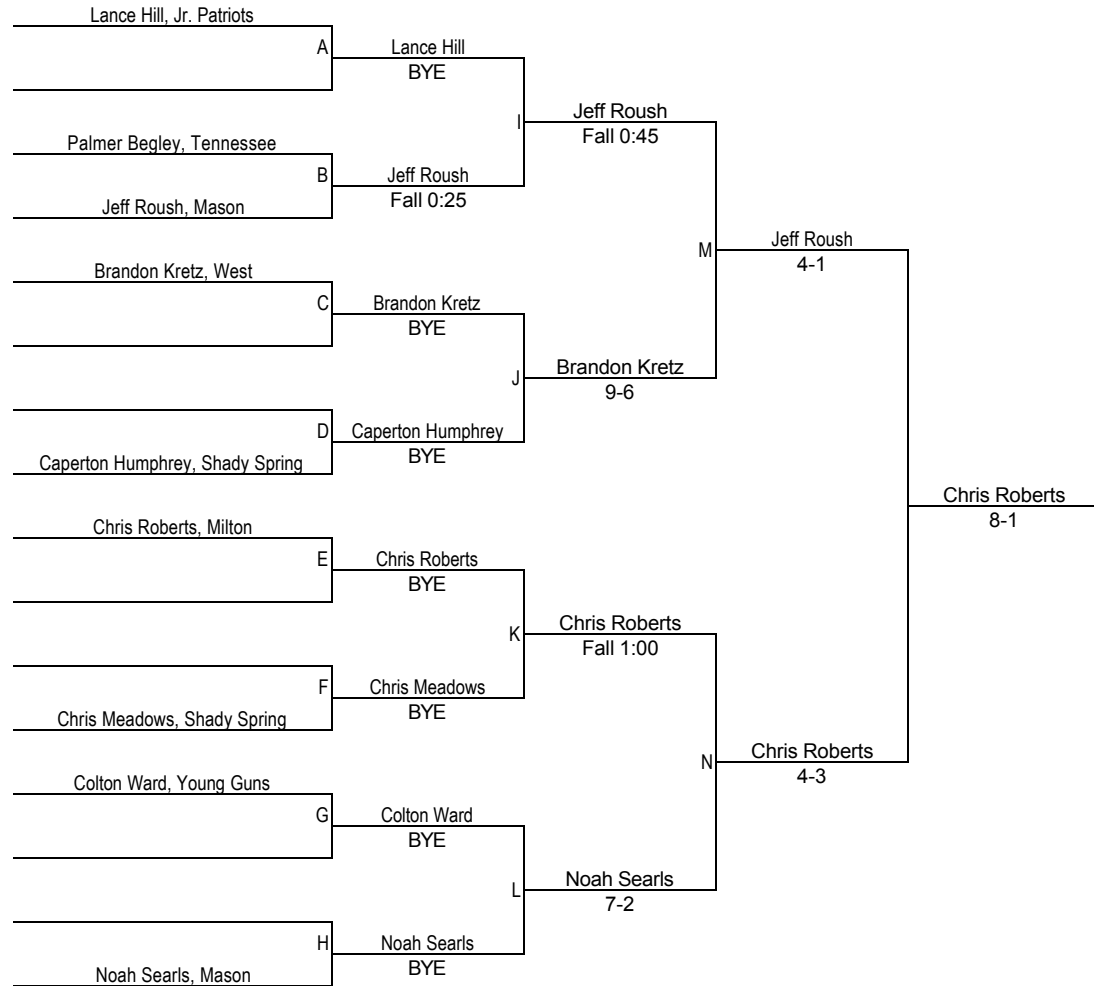 Lance Hill, Jr. Patriots
A
Lance Hill
BYE
I
Jeff Roush
Fall 0:45
Palmer Begley, Tennessee
B
Jeff Roush
Fall 0:25
Jeff Roush, Mason
M
Jeff Roush
4-1
Brandon Kretz, West
C
Brandon Kretz
BYE
J
Brandon Kretz
9-6
D
Caperton Humphrey
BYE
Caperton Humphrey, Shady Spring
Chris Roberts
8-1
Chris Roberts, Milton
E
Chris Roberts
BYE
K
Chris Roberts
Fall 1:00
F
Chris Meadows
BYE
Chris Meadows, Shady Spring
N
Chris Roberts
4-3
Colton Ward, Young Guns
G
Colton Ward
BYE
L
Noah Searls
7-2
H
Noah Searls
BYE
Noah Searls, Mason